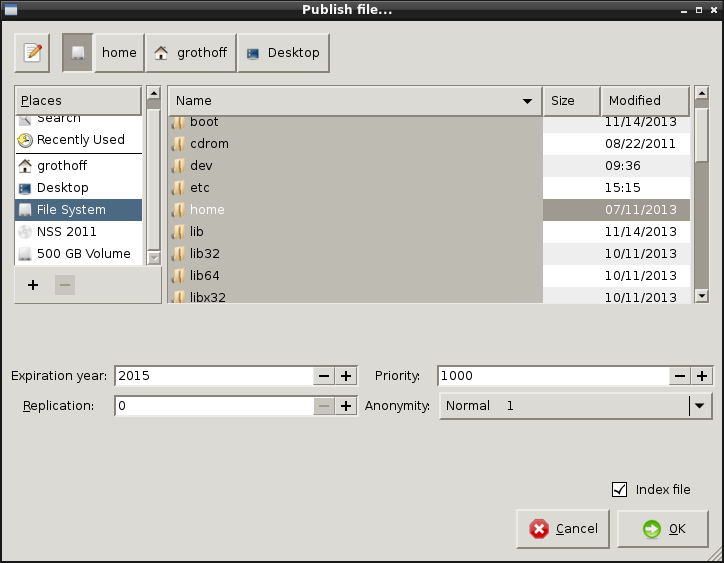 Publish file...
home grothoff Desktop
Places Name Size Modified
Search
Recently Used
grothoff
Desktop
File System
NSS 2011
500 GB Volume
boot 11/14/2013
cdrom 08/22/2011
dev 09:36
etc 15:15
home 07/11/2013
lib 11/14/2013
lib32 10/11/2013
lib64 10/11/2013
libx32 10/11/2013
Expiration year: 2015 Priority: 1000
Replication: 0 Anonymity: Normal 1
Index file
Cancel OK